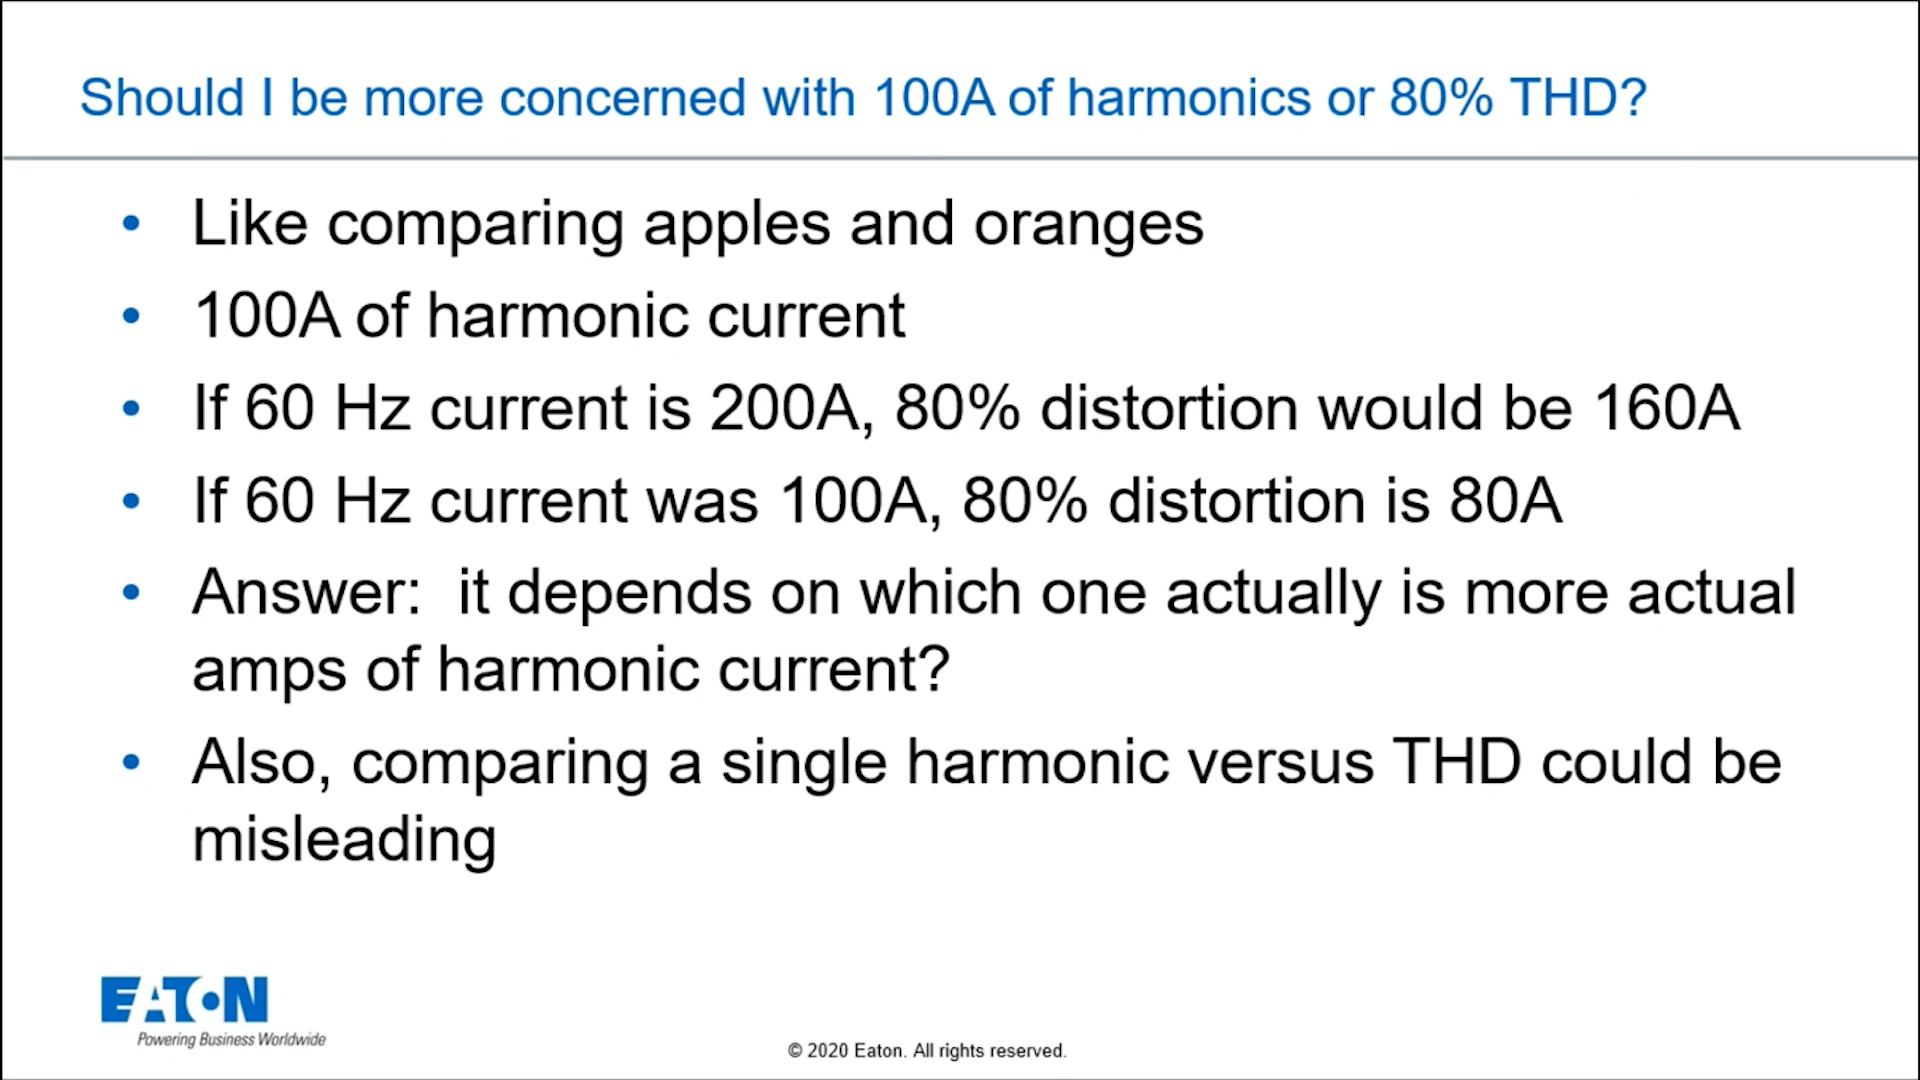 Should I be more concerned with 100A of harmonics or 80% THD?
• Like comparing apples and oranges
• 100A of harmonic current
• If 60 Hz current is 200A, 80% distortion would be 160A
• If 60 Hz current was 100A, 80% distortion is 80A
• Answer:  it depends on which one actually is more actual
amps of harmonic current?
• Also, comparing a single harmonic versus THD could be
misleading
EATON
Powering Business Worldwide
© 2020 Eaton. All rights reserved.